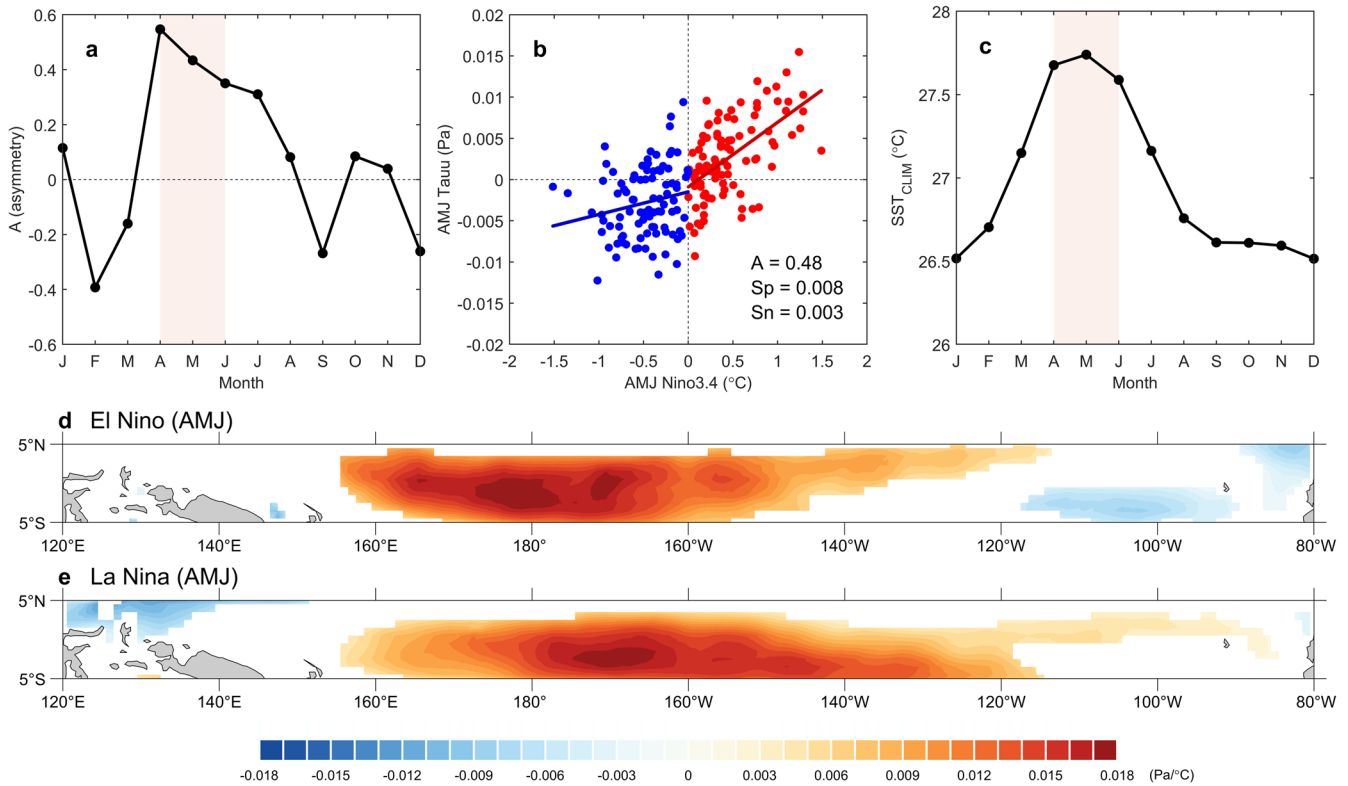 a
0.6
0.4
0.2
0
-0.2
-0.4
-0.6
A (asymmetry)
J F M A M J J A S O N D
Month
b
0.02
0.015
0.01
0.005
0
-0.005
-0.01
-0.015
-0.02
AMJ Tauu (Pa)
A = 0.48
Sp = 0.008
Sn = 0.003
-2 -1 -0.5 0 0.5 1 1.5 2
AMJ Nino3.4 (°C)
c
28
27.5
27
26.5
26
SST_CLIM (°C)
J F M A M J J A S O N D
Month
d El Nino (AMJ)
5°N
5°S
120°E 140°E 160°E 180° 160°W 140°W 120°W 100°W 80°W
e La Nina (AMJ)
5°N
5°S
120°E 140°E 160°E 180° 160°W 140°W 120°W 100°W 80°W
-0.018 -0.015 -0.012 -0.009 -0.006 -0.003 0 0.003 0.006 0.009 0.012 0.015 0.018 (Pa/°C)